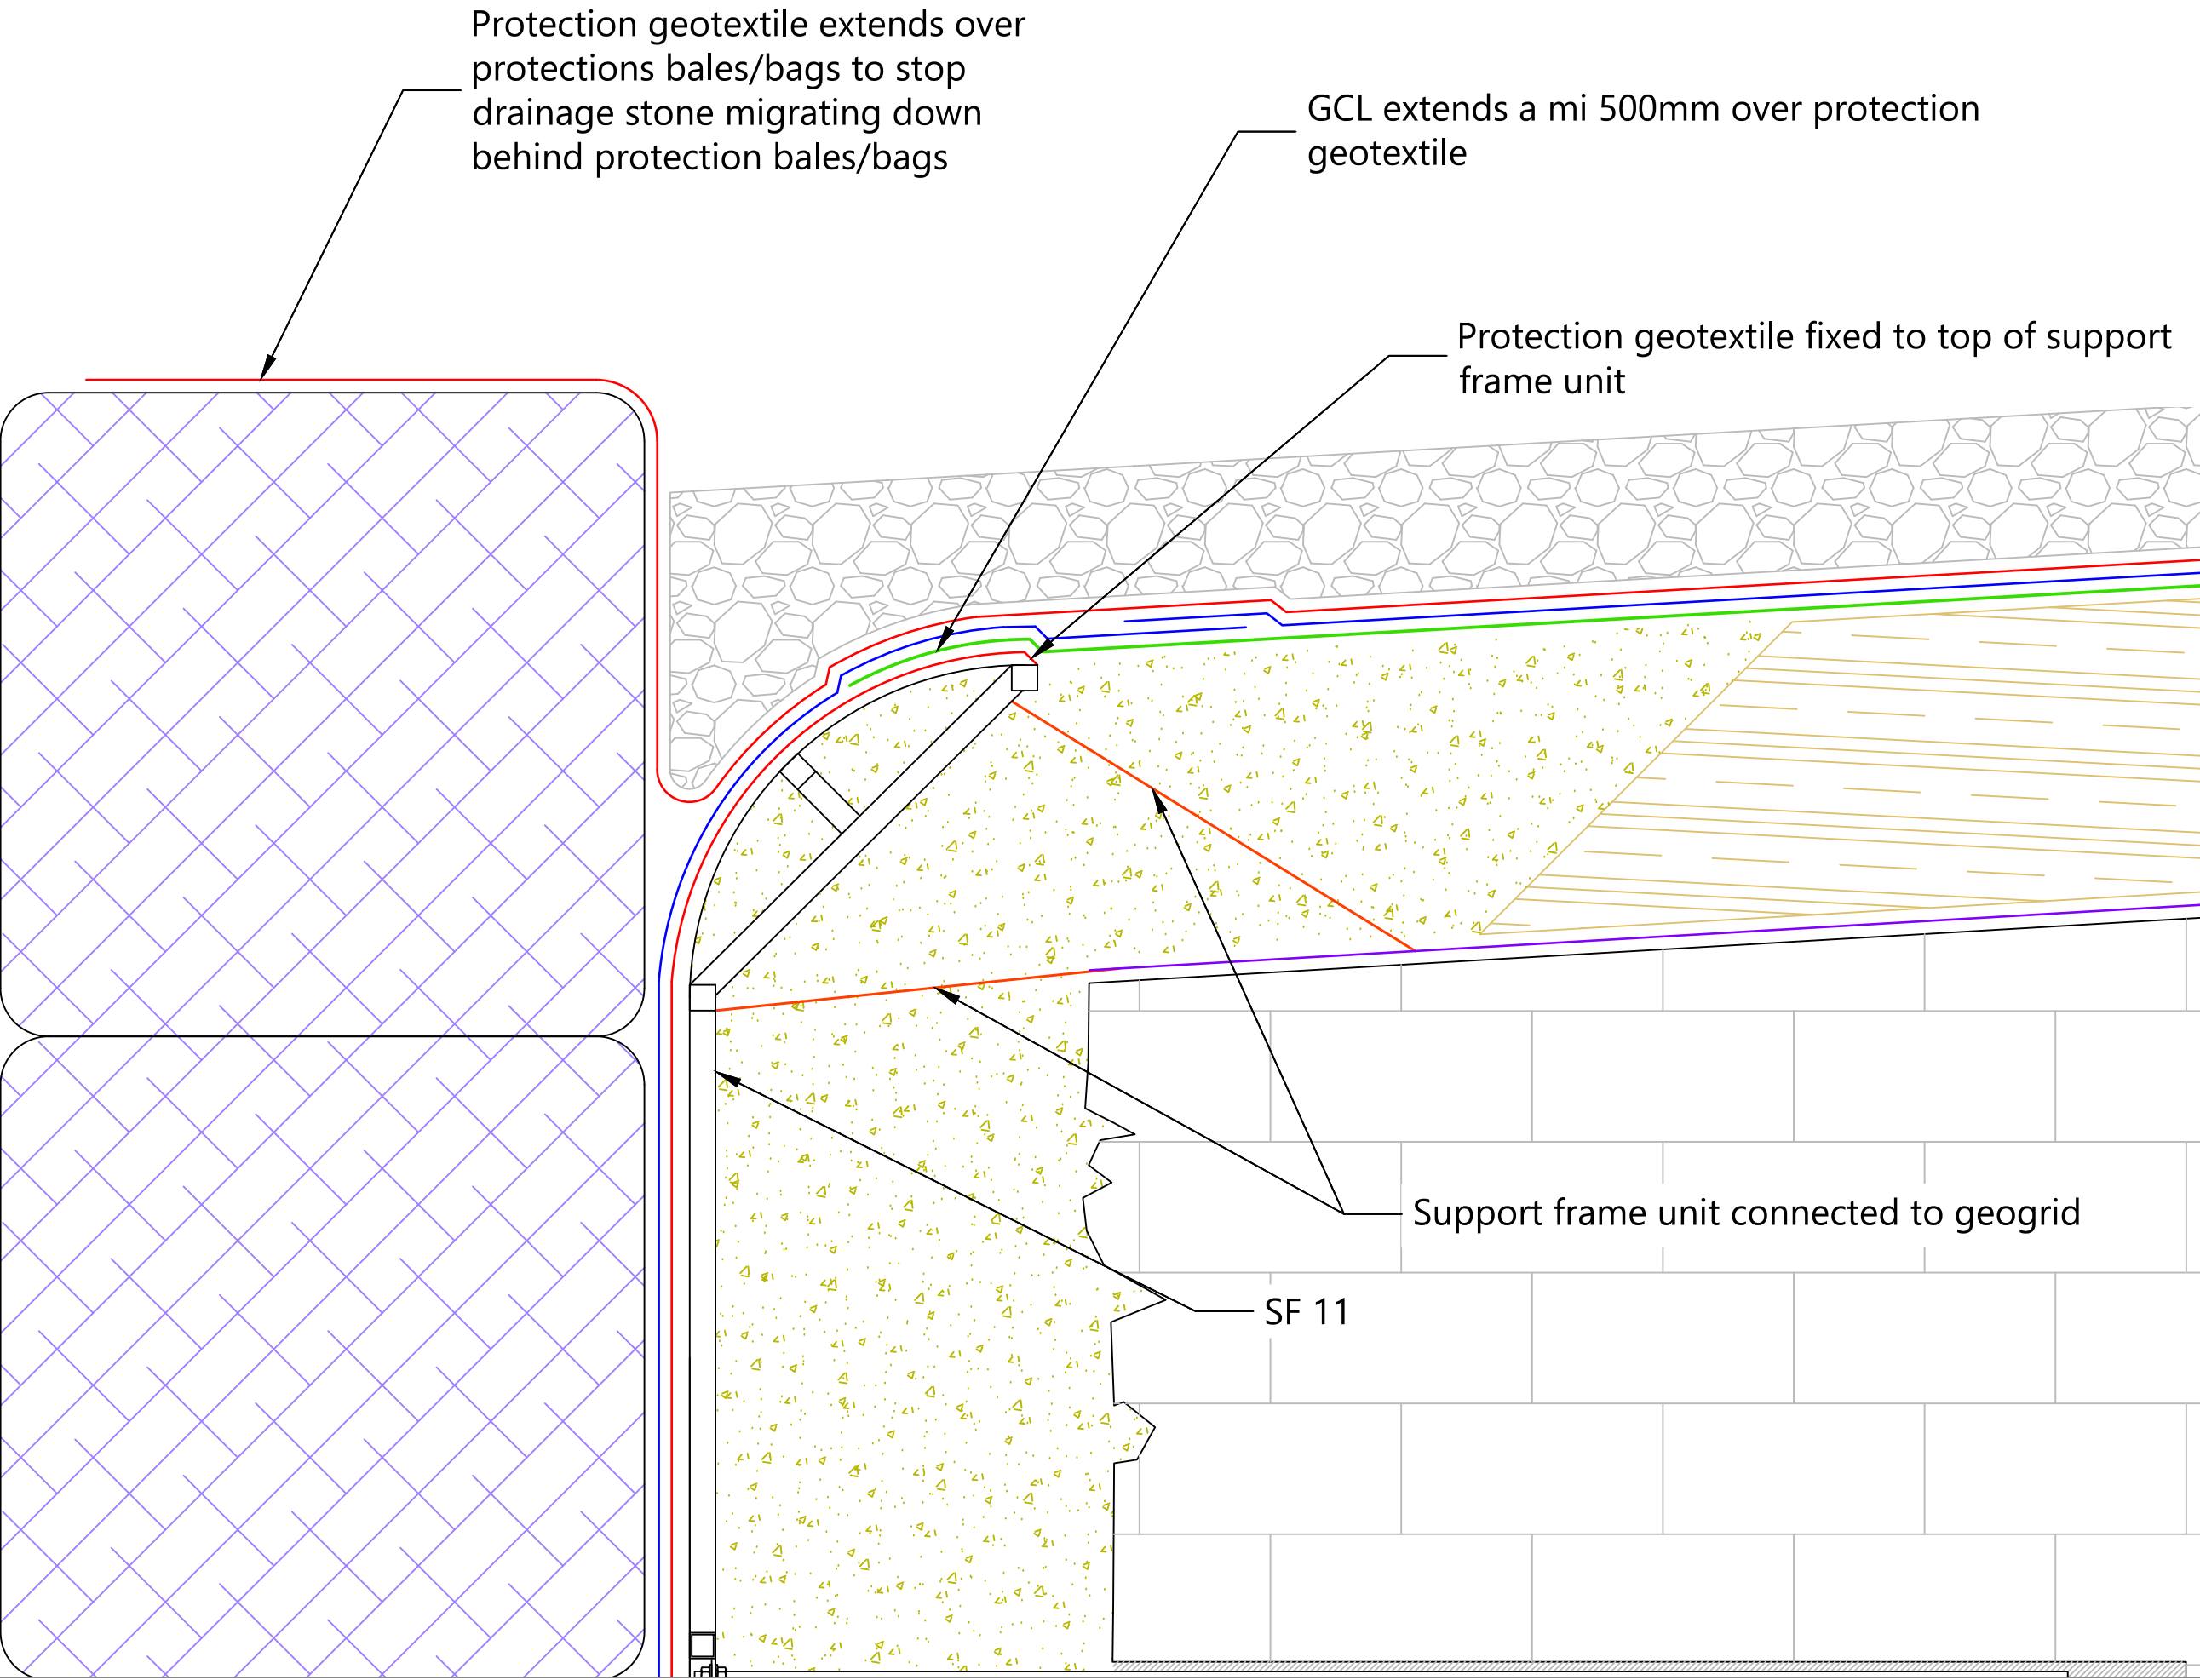 Protection geotextile extends over
protections bales/bags to stop
drainage stone migrating down
behind protection bales/bags
GCL extends a mi 500mm over protection
geotextile
Protection geotextile fixed to top of support
frame unit
Support frame unit connected to geogrid
SF 11